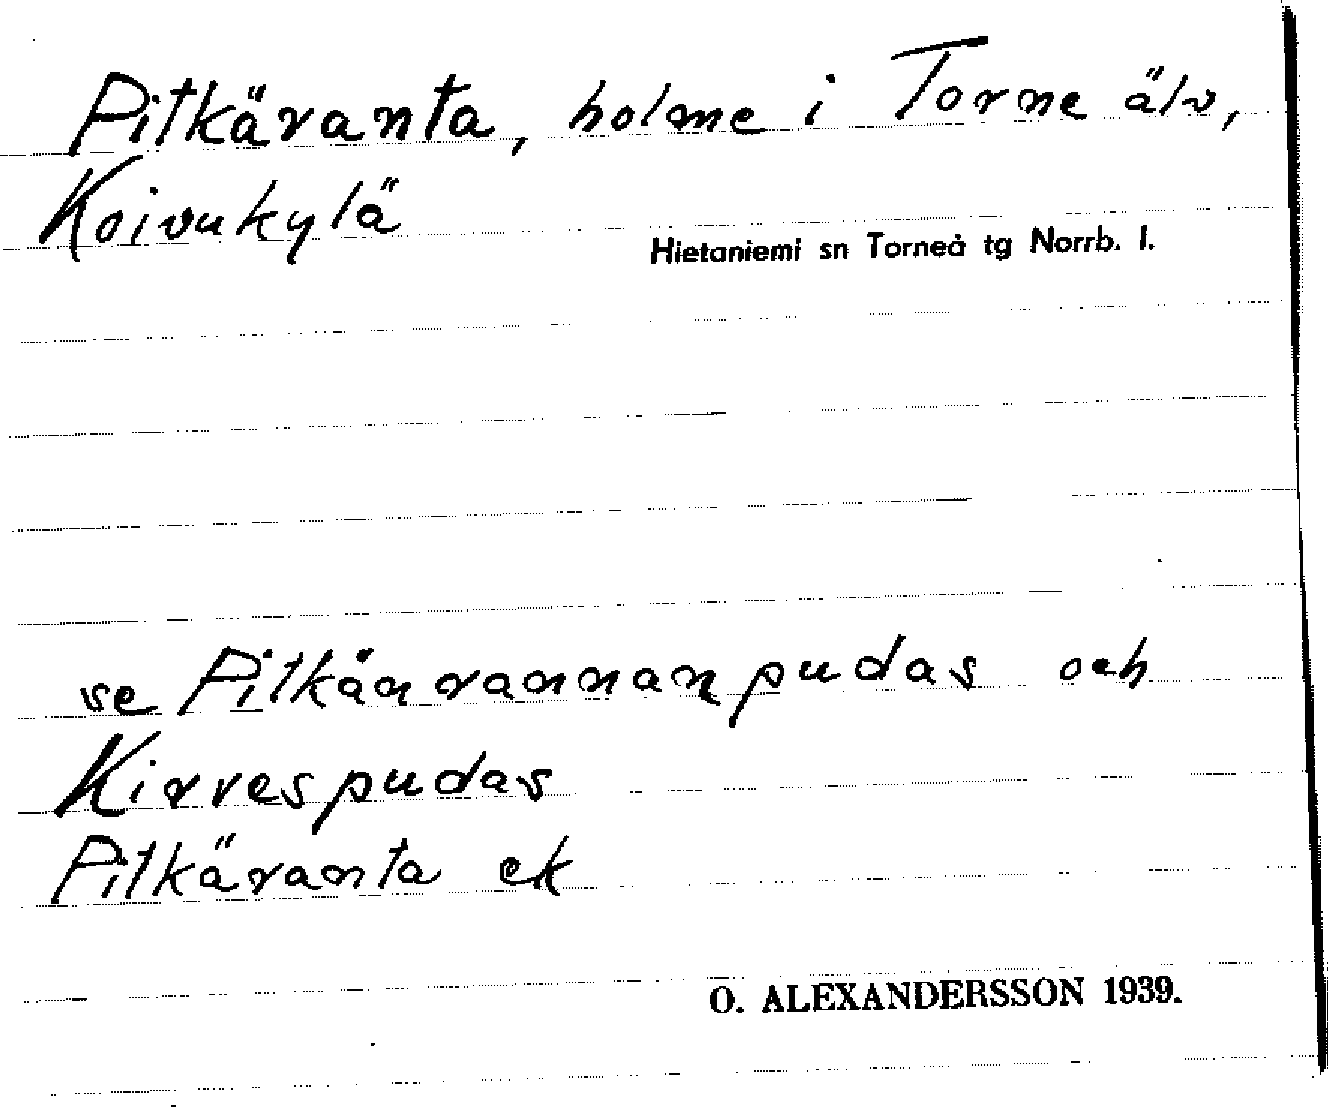 Pitkäranta, holme i Torne älv,
Koivukylä
Hietaniemi sn Torneå tg Norrb. l.
se Pitkänrannanpudas och
Kirvespudas
Pitkäranta ek
O. ALEXANDERSSON 1939.